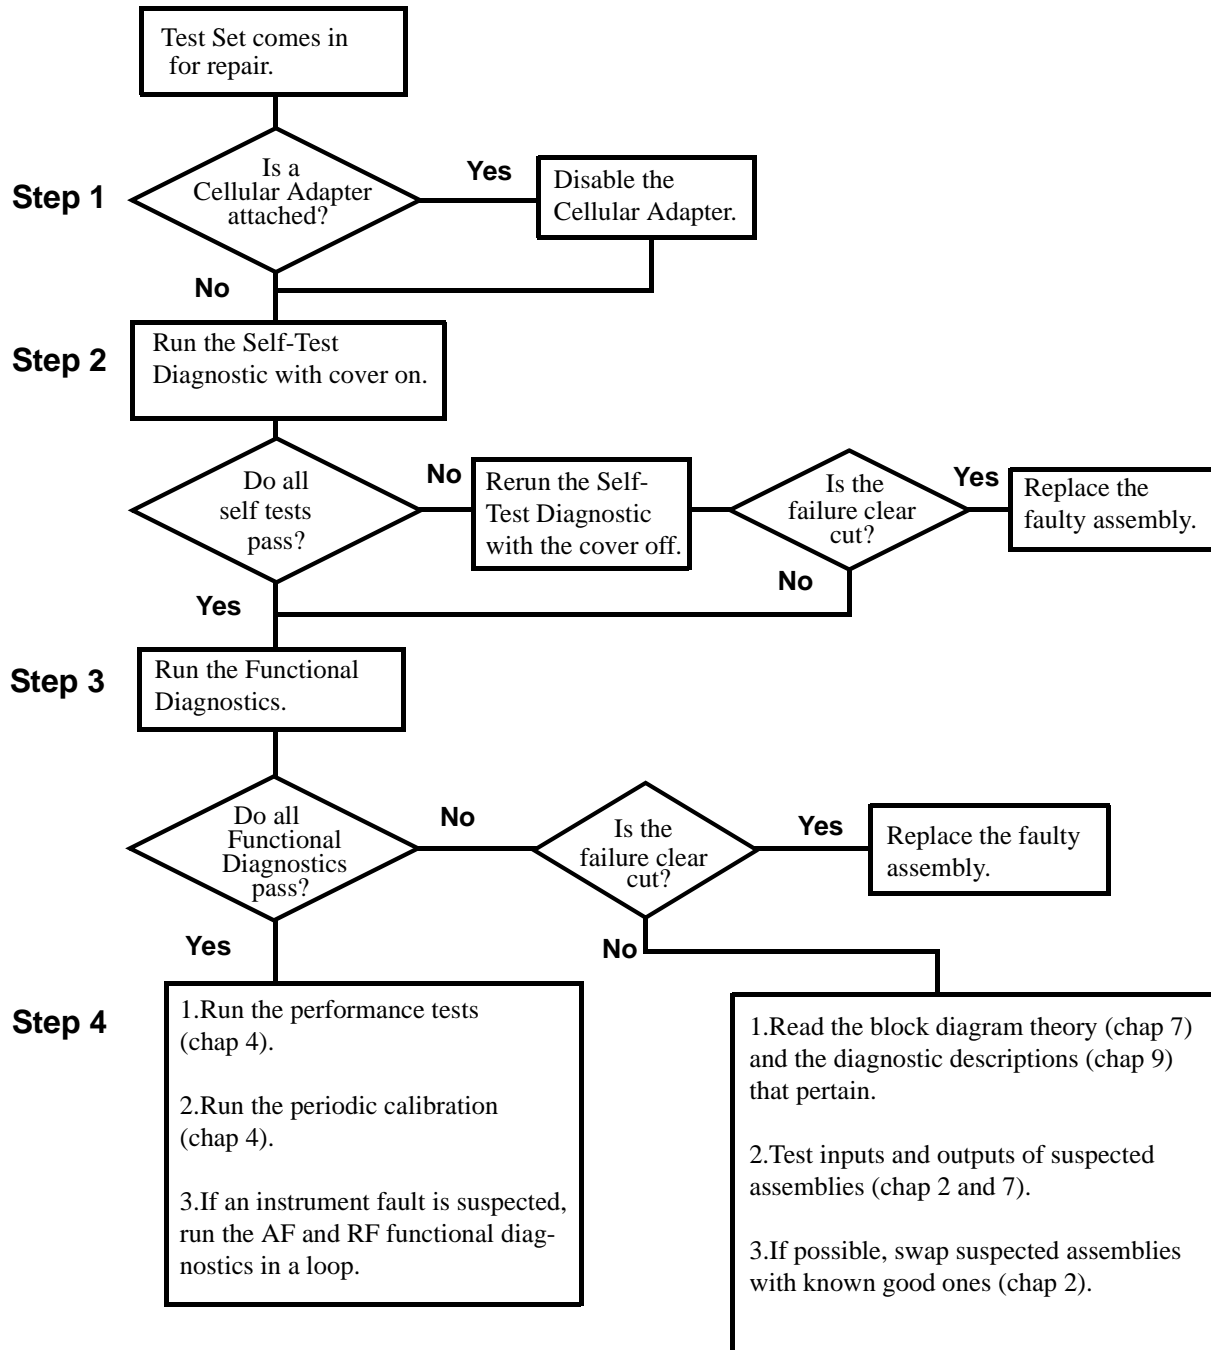 Test Set comes in
for repair.
Step 1
Is a
Cellular Adapter
attached?
Yes
Disable the
Cellular Adapter.
No
Step 2
Run the Self-Test
Diagnostic with cover on.
Do all
self tests
pass?
No
Rerun the Self-
Test Diagnostic
with the cover off.
Is the
failure clear
cut?
Yes
Replace the
faulty assembly.
No
Yes
Step 3
Run the Functional
Diagnostics.
Do all
Functional
Diagnostics
pass?
No
Is the
failure clear
cut?
Yes
Replace the faulty
assembly.
Yes
No
Step 4
1.Run the performance tests
(chap 4).
2.Run the periodic calibration
(chap 4).
3.If an instrument fault is suspected,
run the AF and RF functional diag-
nostics in a loop.
1.Read the block diagram theory (chap 7)
and the diagnostic descriptions (chap 9)
that pertain.
2.Test inputs and outputs of suspected
assemblies (chap 2 and 7).
3.If possible, swap suspected assemblies
with known good ones (chap 2).